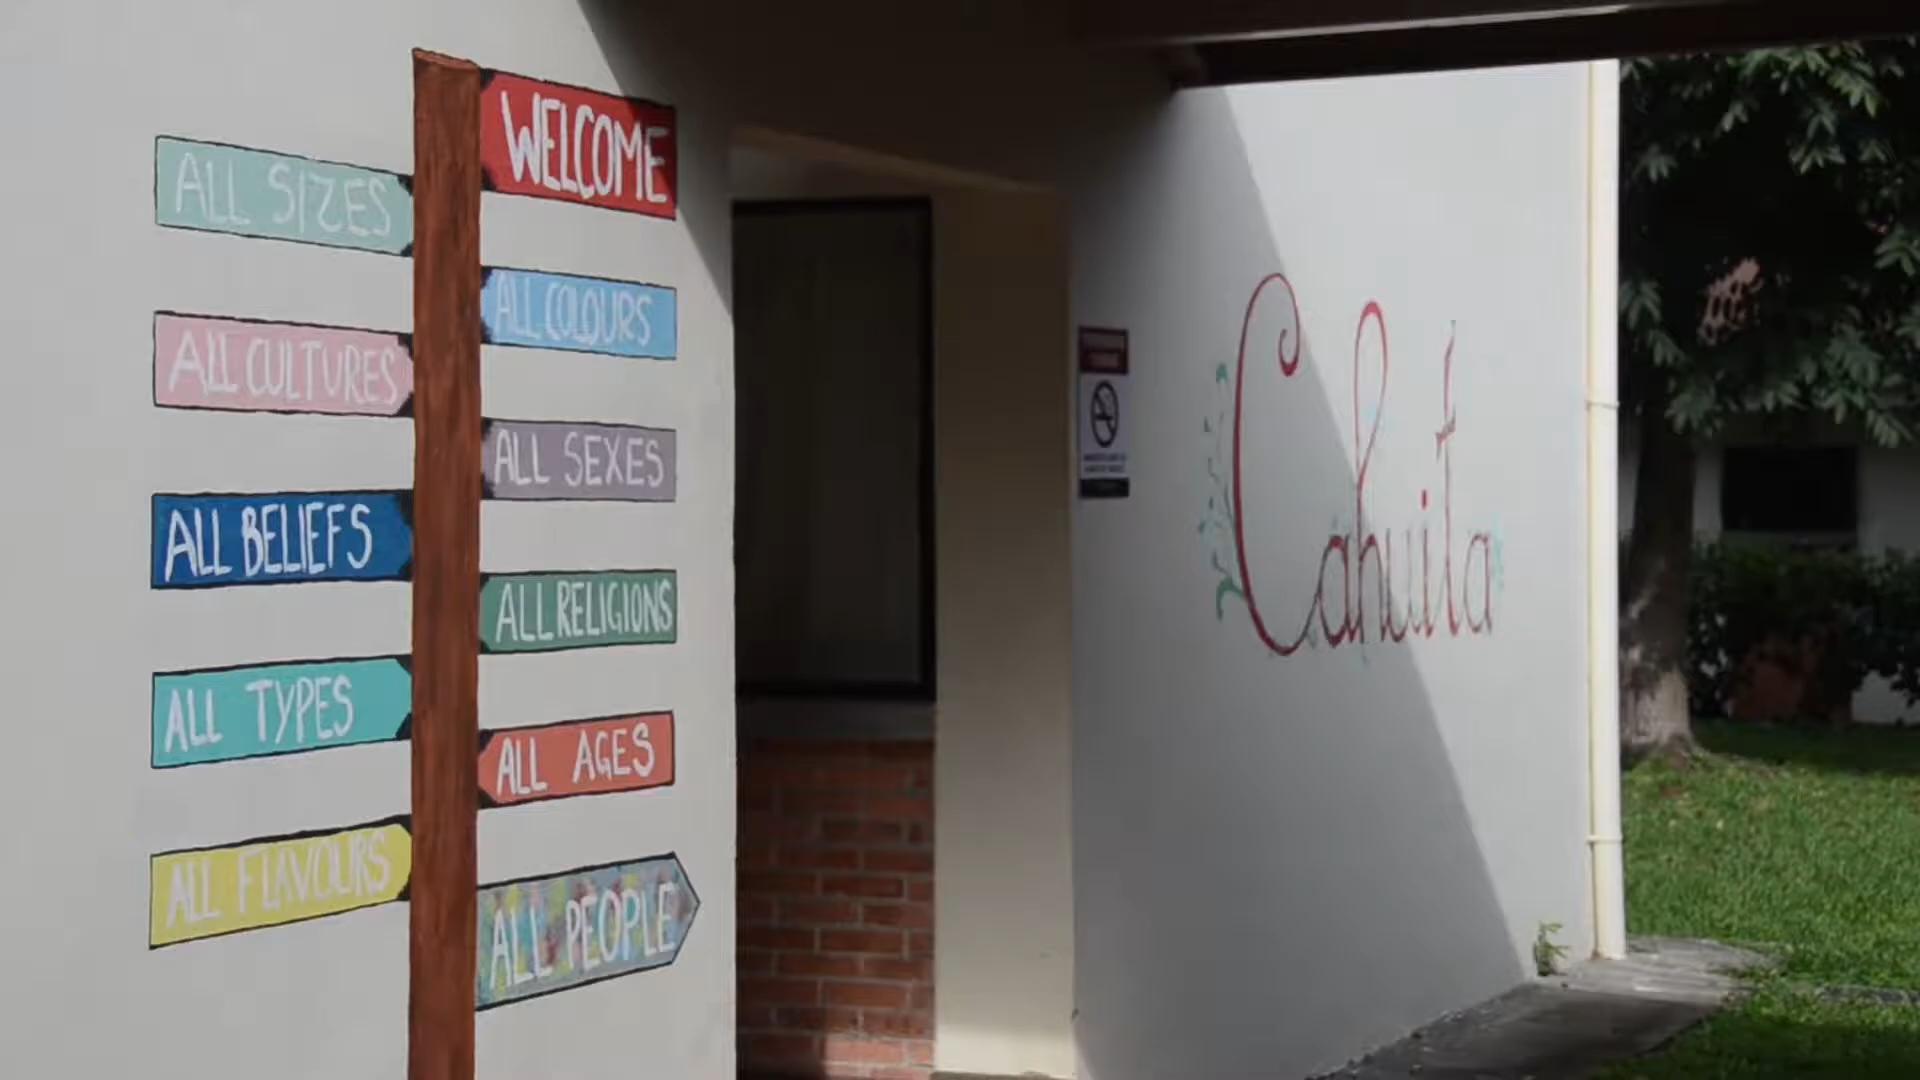 WELCOME
ALL SIZES
ALL COLOURS
ALL CULTURES
ALL SEXES
ALL BELIEFS
ALL RELIGIONS
ALL TYPES
ALL AGES
ALL FLAVOURS
ALL PEOPLE
Cahuita